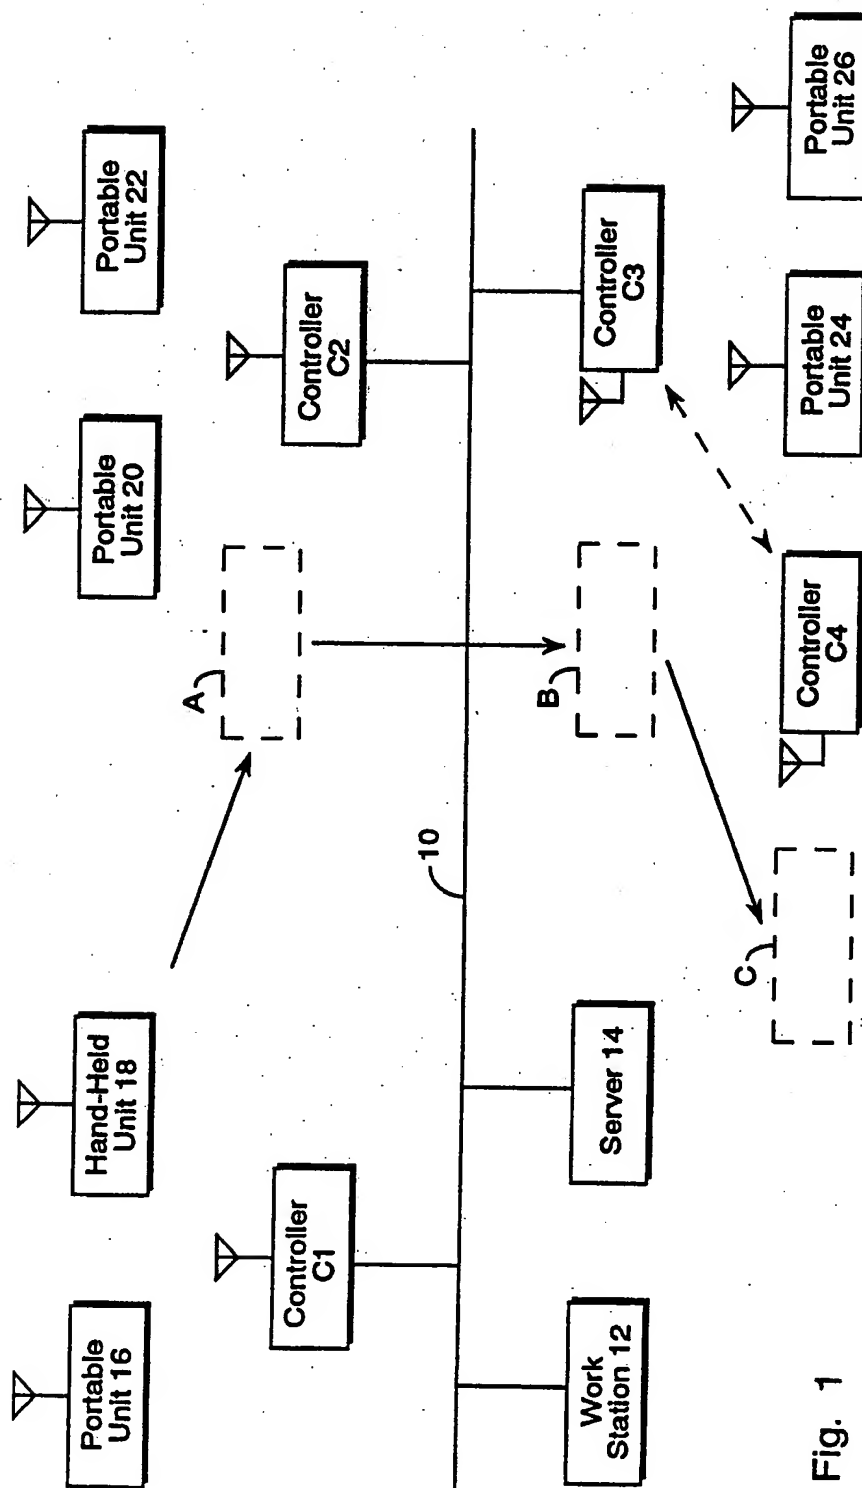 Portable
Unit 16
Hand-Held
Unit 18
Portable
Unit 20
Portable
Unit 22
Controller
C1
A
Controller
C2
10
Work
Station 12
Server 14
B
Controller
C3
C
Controller
C4
Portable
Unit 24
Portable
Unit 26
Fig. 1